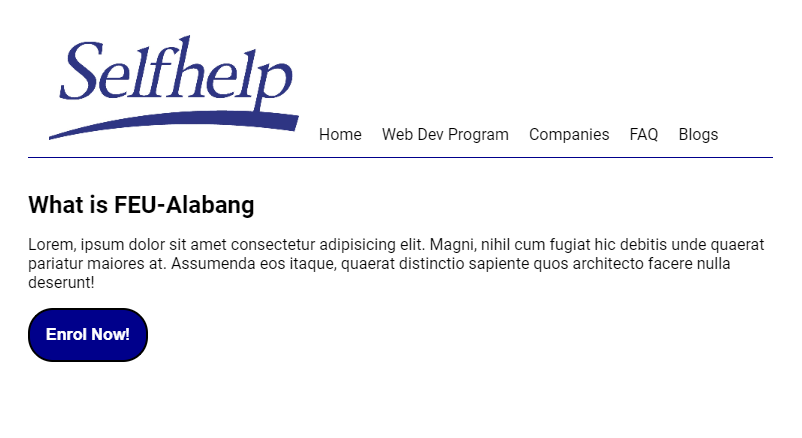 Selfhelp
Home Web Dev Program Companies FAQ Blogs
What is FEU-Alabang
Lorem, ipsum dolor sit amet consectetur adipisicing elit. Magni, nihil cum fugiat hic debitis unde quaerat
pariatur maiores at. Assumenda eos itaque, quaerat distinctio sapiente quos architecto facere nulla
deserunt!
Enrol Now!